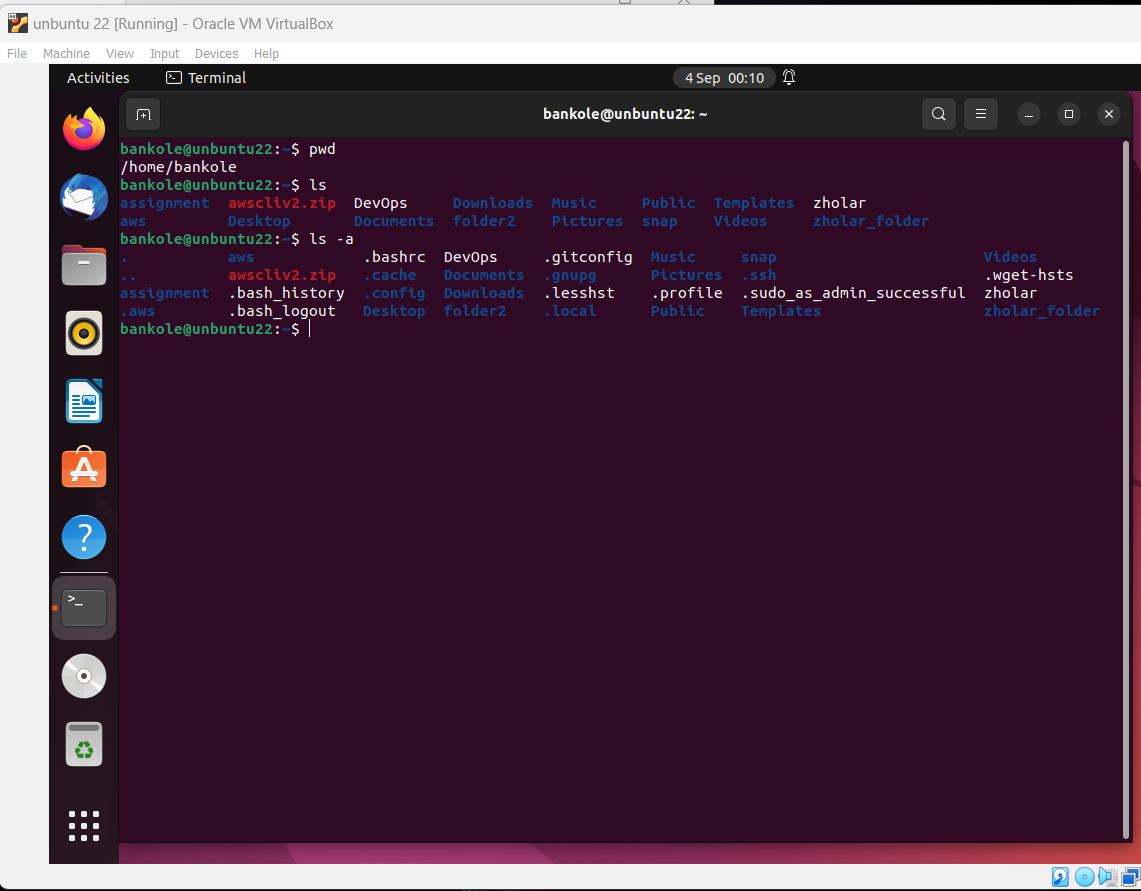 unbuntu 22 [Running] - Oracle VM VirtualBox
File Machine View Input Devices Help
Activities Terminal 4 Sep 00:10
bankole@unbuntu22: ~
bankole@unbuntu22:~$ pwd
/home/bankole
bankole@unbuntu22:~$ ls
assignment awscliv2.zip DevOps Downloads Music Public Templates zholar
aws Desktop Documents folder2 Pictures snap Videos zholar_folder
bankole@unbuntu22:~$ ls -a
. aws .bashrc DevOps .gitconfig Music snap Videos
.. awscliv2.zip .cache Documents .gnupg Pictures .ssh .wget-hsts
assignment .bash_history .config Downloads .lesshst .profile .sudo_as_admin_successful zholar
.aws .bash_logout Desktop folder2 .local Public Templates zholar_folder
bankole@unbuntu22:~$